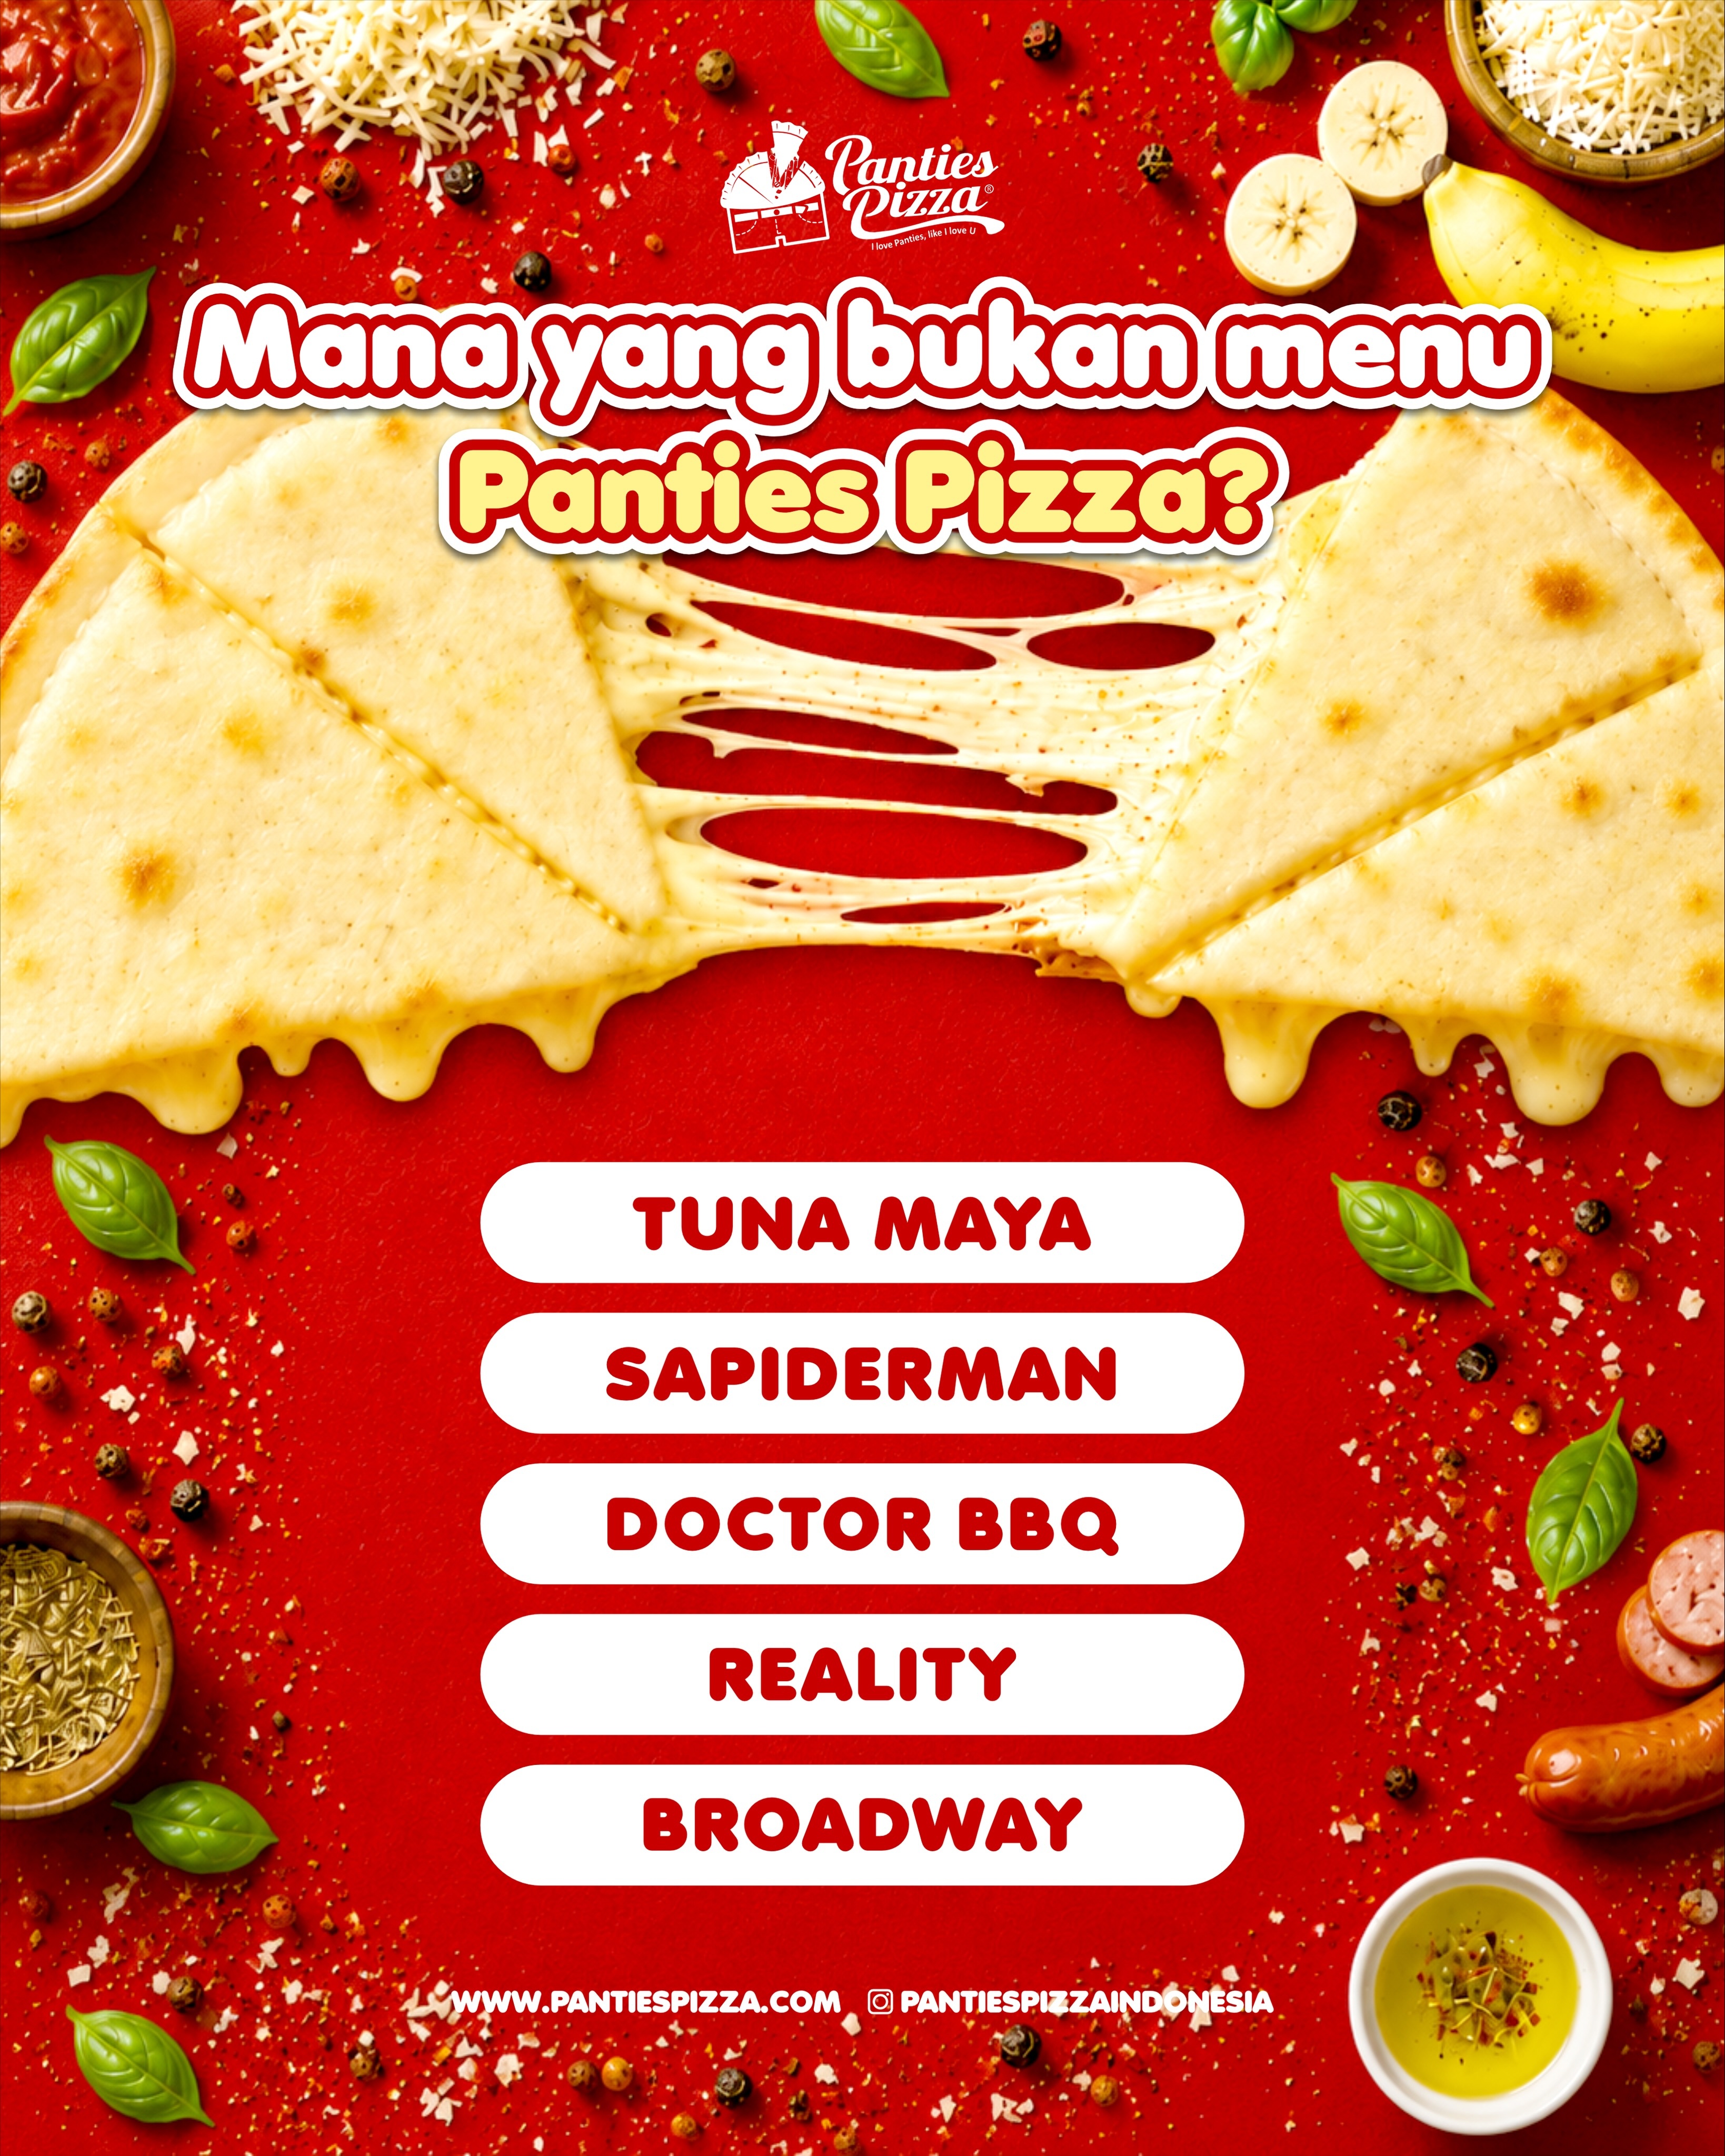 Panties
Pizza®
I love Panties, like I love U
Mana yang bukan menu
Panties Pizza?
TUNA MAYA
SAPIDERMAN
DOCTOR BBQ
REALITY
BROADWAY
WWW.PANTIESPIZZA.COM PANTIESPIZZAINDONESIA